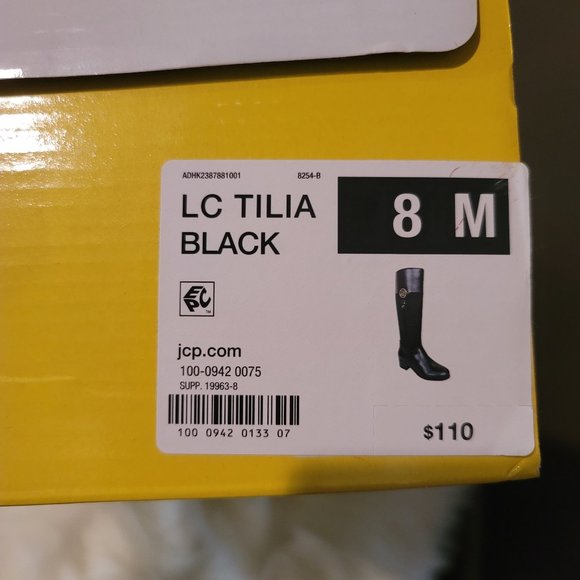 ADHK2387881001 8254-B
LC TILIA
BLACK
8 M
EPC™
jcp.com
100-0942 0075
SUPP. 19963-8
100 0942 0133 07
$110